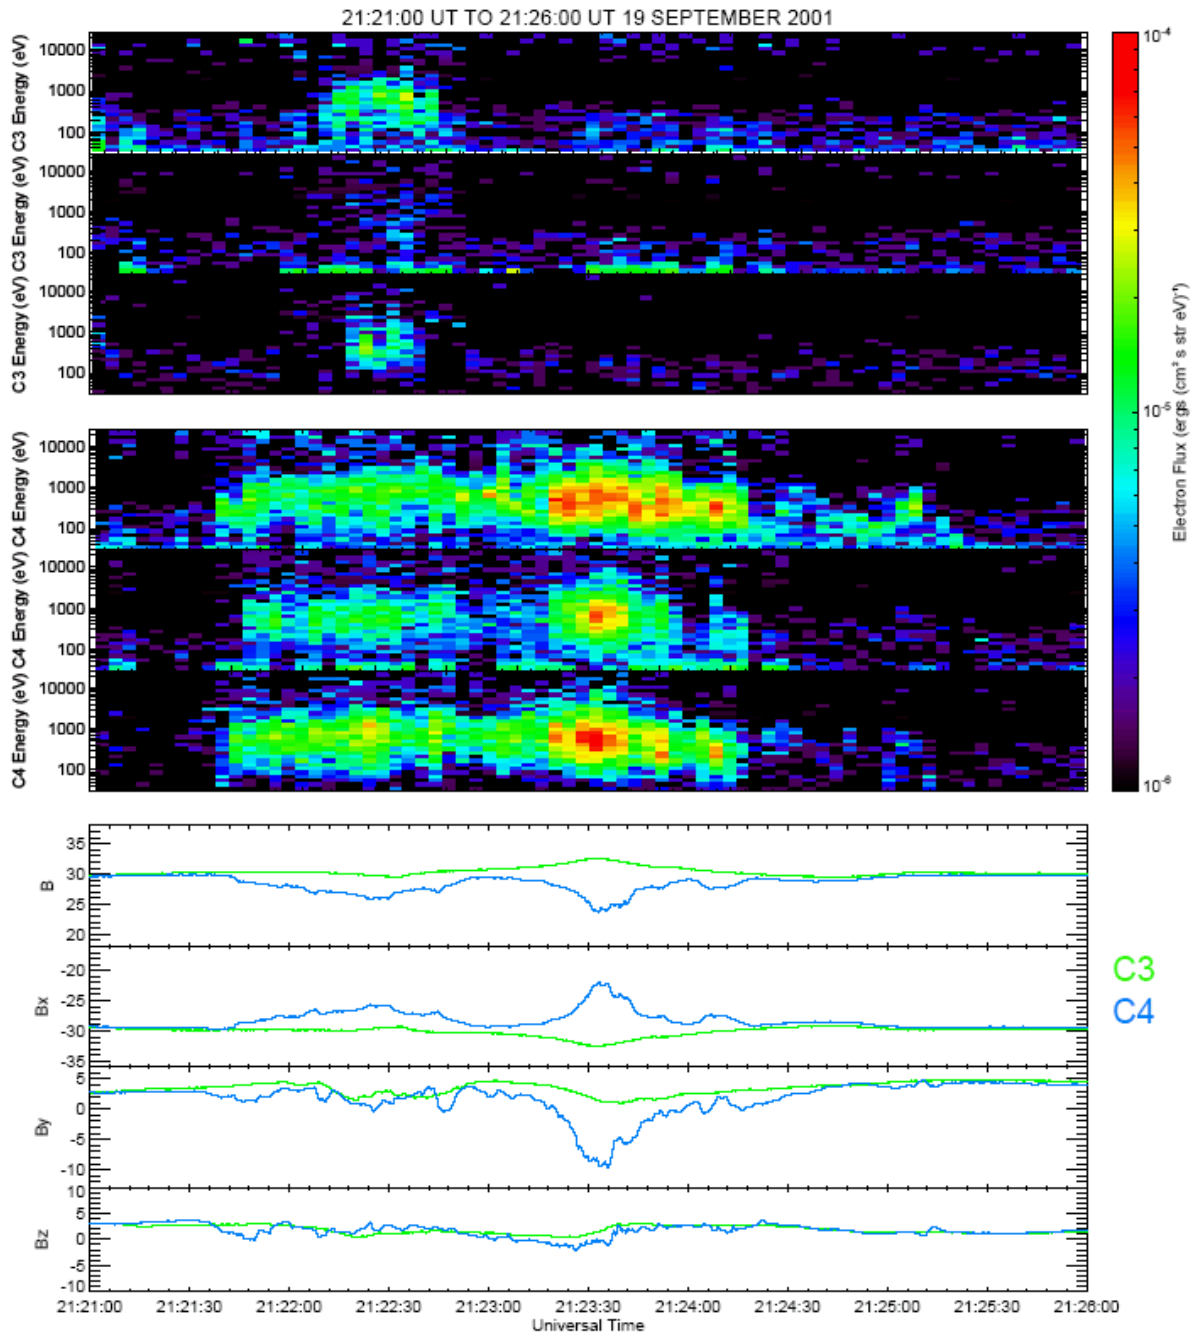 21:21:00 UT TO 21:26:00 UT 19 SEPTEMBER 2001
C3 Energy (eV)
10000
1000
100
C3 Energy (eV)
10000
1000
100
C3 Energy (eV)
10000
1000
100
C4 Energy (eV)
10000
1000
100
C4 Energy (eV)
10000
1000
100
C4 Energy (eV)
10000
1000
100
10⁻⁴
10⁻⁵
10⁻⁶
Electron Flux (ergs (cm² s str eV)⁻¹)
B
35
30
25
20
Bx
-20
-25
-30
-35
By
5
0
-5
-10
Bz
10
5
0
-5
-10
C3
C4
21:21:00 21:21:30 21:22:00 21:22:30 21:23:00 21:23:30 21:24:00 21:24:30 21:25:00 21:25:30 21:26:00
Universal Time